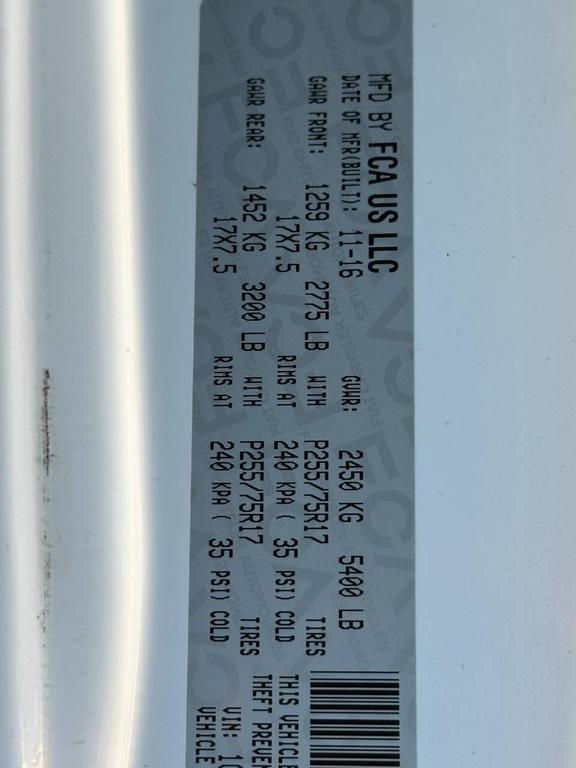 MFD BY FCA US LLC
DATE OF MFR(BUILT): 11-16 GVWR: 2450 KG 5400 LB
GAWR FRONT: 1259 KG 2775 LB WITH P255/75R17 TIRES
17X7.5 RIMS AT 240 KPA ( 35 PSI) COLD
GAWR REAR: 1452 KG 3200 LB WITH P255/75R17 TIRES
17X7.5 RIMS AT 240 KPA ( 35 PSI) COLD
THIS VEHICLE
THEFT PREVEN
VIN: 1C
VEHICLE